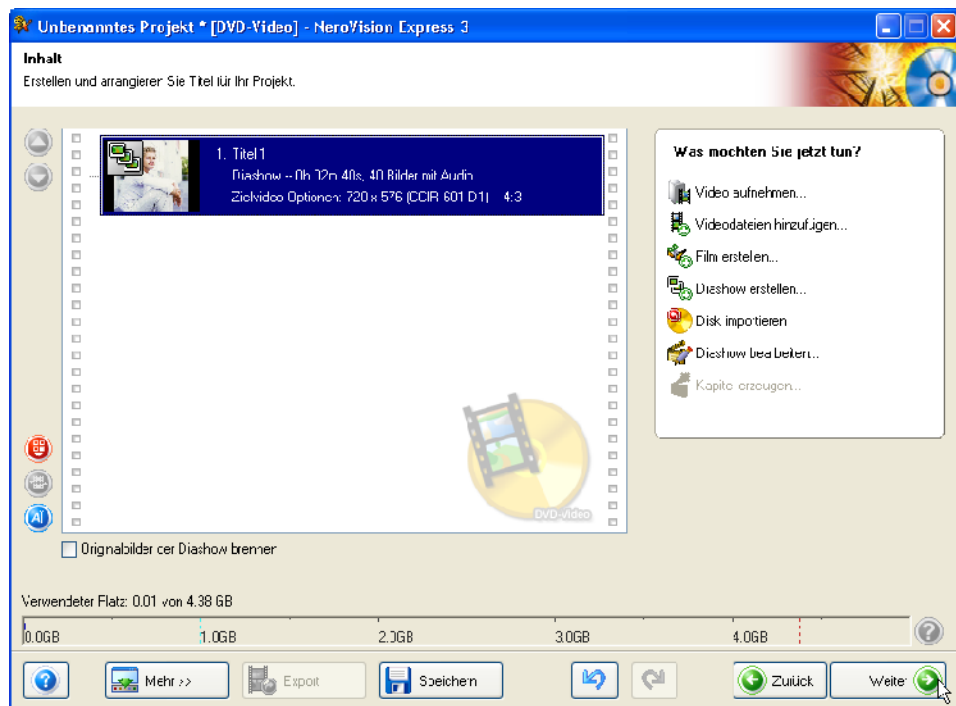 Unbenanntes Projekt * [DVD-Video] - NeroVision Express 3
Inhalt
Erstellen und arrangieren Sie Titel für Ihr Projekt.
1. Titel 1
Diashow -- 0h 02m 40s, 40 Bilder mit Audio
Zielvideo Optionen: 720 x 576 (CCIR-601 D1) 4:3
DVD-Video
Originalbilder der Diashow brennen
Was möchten Sie jetzt tun?
Video aufnehmen...
Videodateien hinzufügen...
Film erstellen...
Diashow erstellen...
Disk importieren
Diashow bearbeiten...
Kapitel erzeugen...
Verwendeter Platz: 0.01 von 4.38 GB
0.0GB 1.0GB 2.0GB 3.0GB 4.0GB
Mehr >> Export Speichern Zurück Weiter